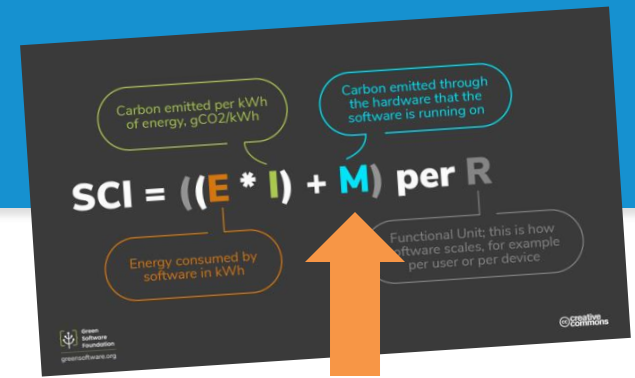 Carbon emitted per kWh
of energy, gCO2/kWh
Carbon emitted through
the hardware that the
software is running on
SCI = ((E * I) + M) per R
Energy consumed by
software in kWh
Functional Unit; this is how
software scales, for example
per user or per device
Green
Software
Foundation
greensoftware.org
cc creative
commons